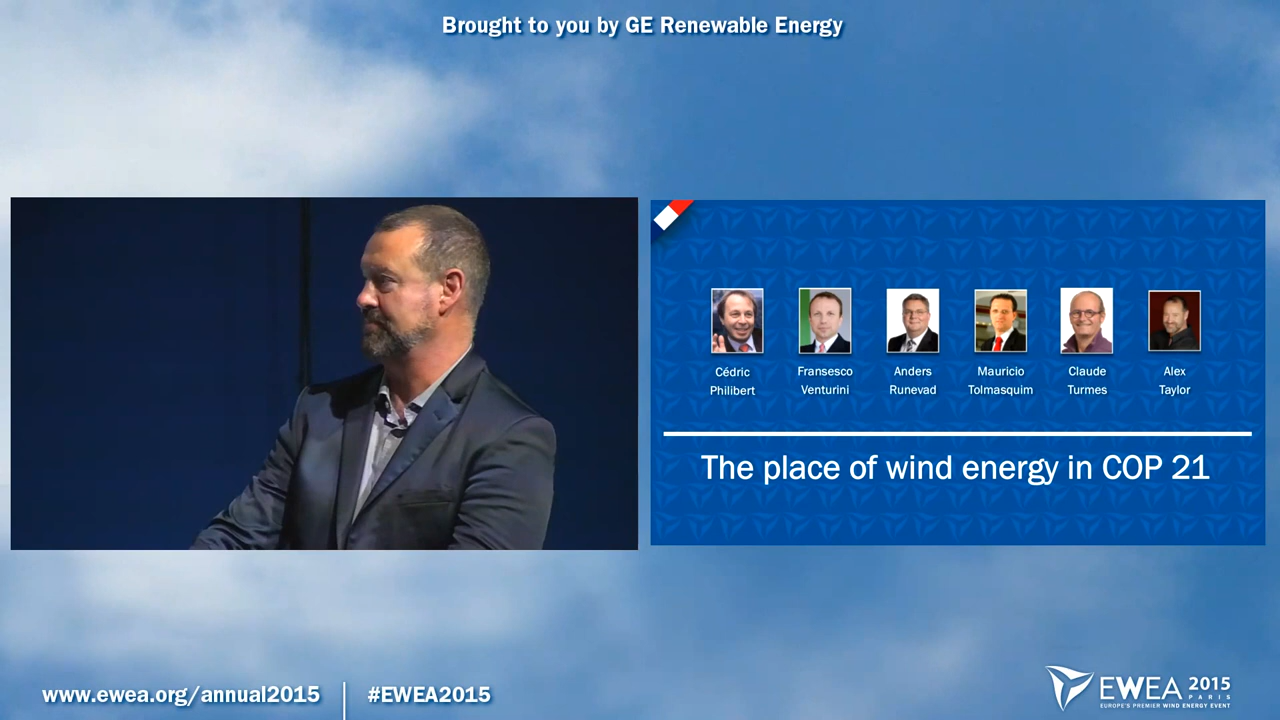 Brought to you by GE Renewable Energy
Cédric
Philibert
Fransesco
Venturini
Anders
Runevad
Mauricio
Tolmasquim
Claude
Turmes
Alex
Taylor
The place of wind energy in COP 21
www.ewea.org/annual2015
#EWEA2015
EWEA 2015
PARIS
EUROPE'S PREMIER WIND ENERGY EVENT